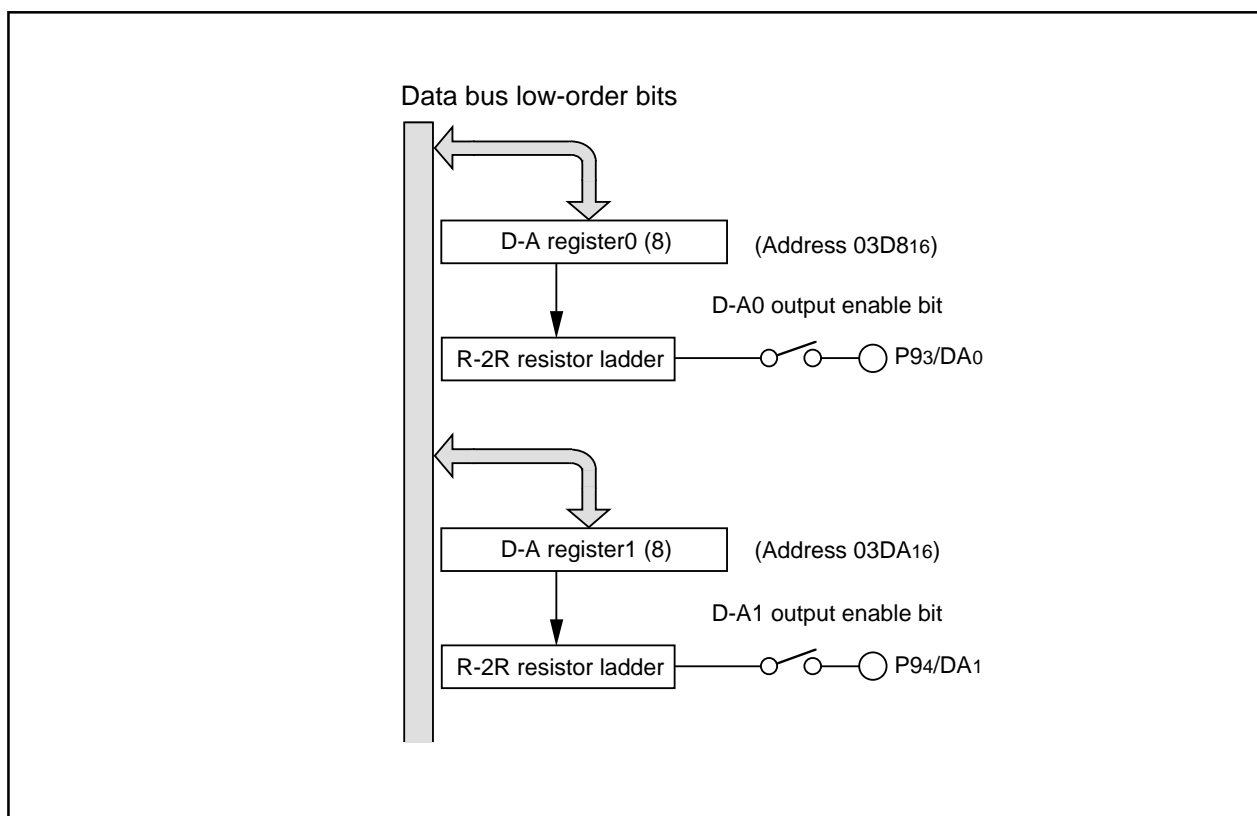 Data bus low-order bits
D-A register0 (8) (Address 03D816)
D-A0 output enable bit
R-2R resistor ladder P93/DA0
D-A register1 (8) (Address 03DA16)
D-A1 output enable bit
R-2R resistor ladder P94/DA1